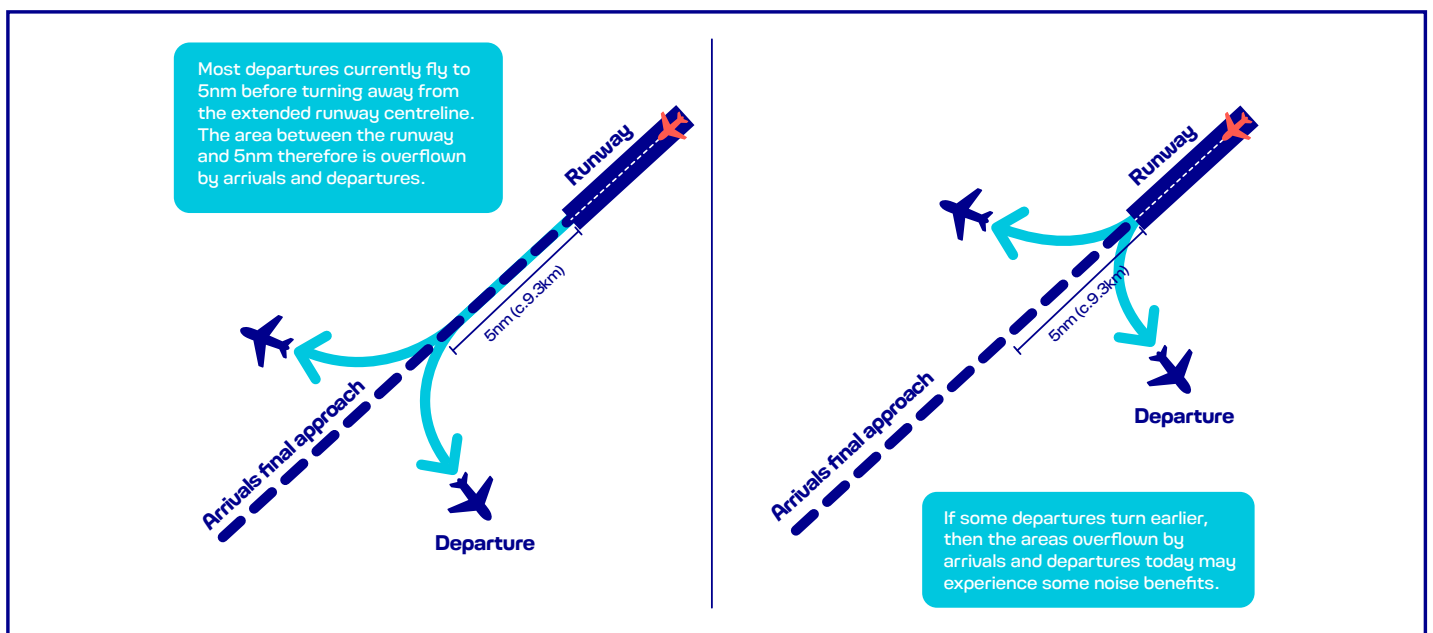 Most departures currently fly to
5nm before turning away from
the extended runway centreline.
The area between the runway
and 5nm therefore is overflown
by arrivals and departures.
Runway
5nm (c.9.3km)
Arrivals final approach
Departure
Runway
5nm (c.9.3km)
Departure
Arrivals final approach
If some departures turn earlier,
then the areas overflown by
arrivals and departures today may
experience some noise benefits.